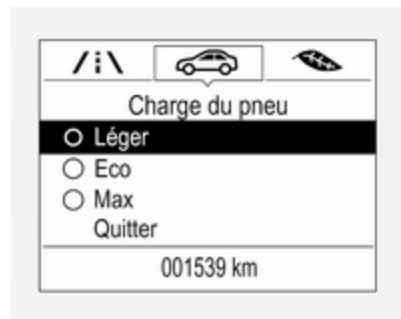 Charge du pneu
Léger
Eco
Max
Quitter
001539 km